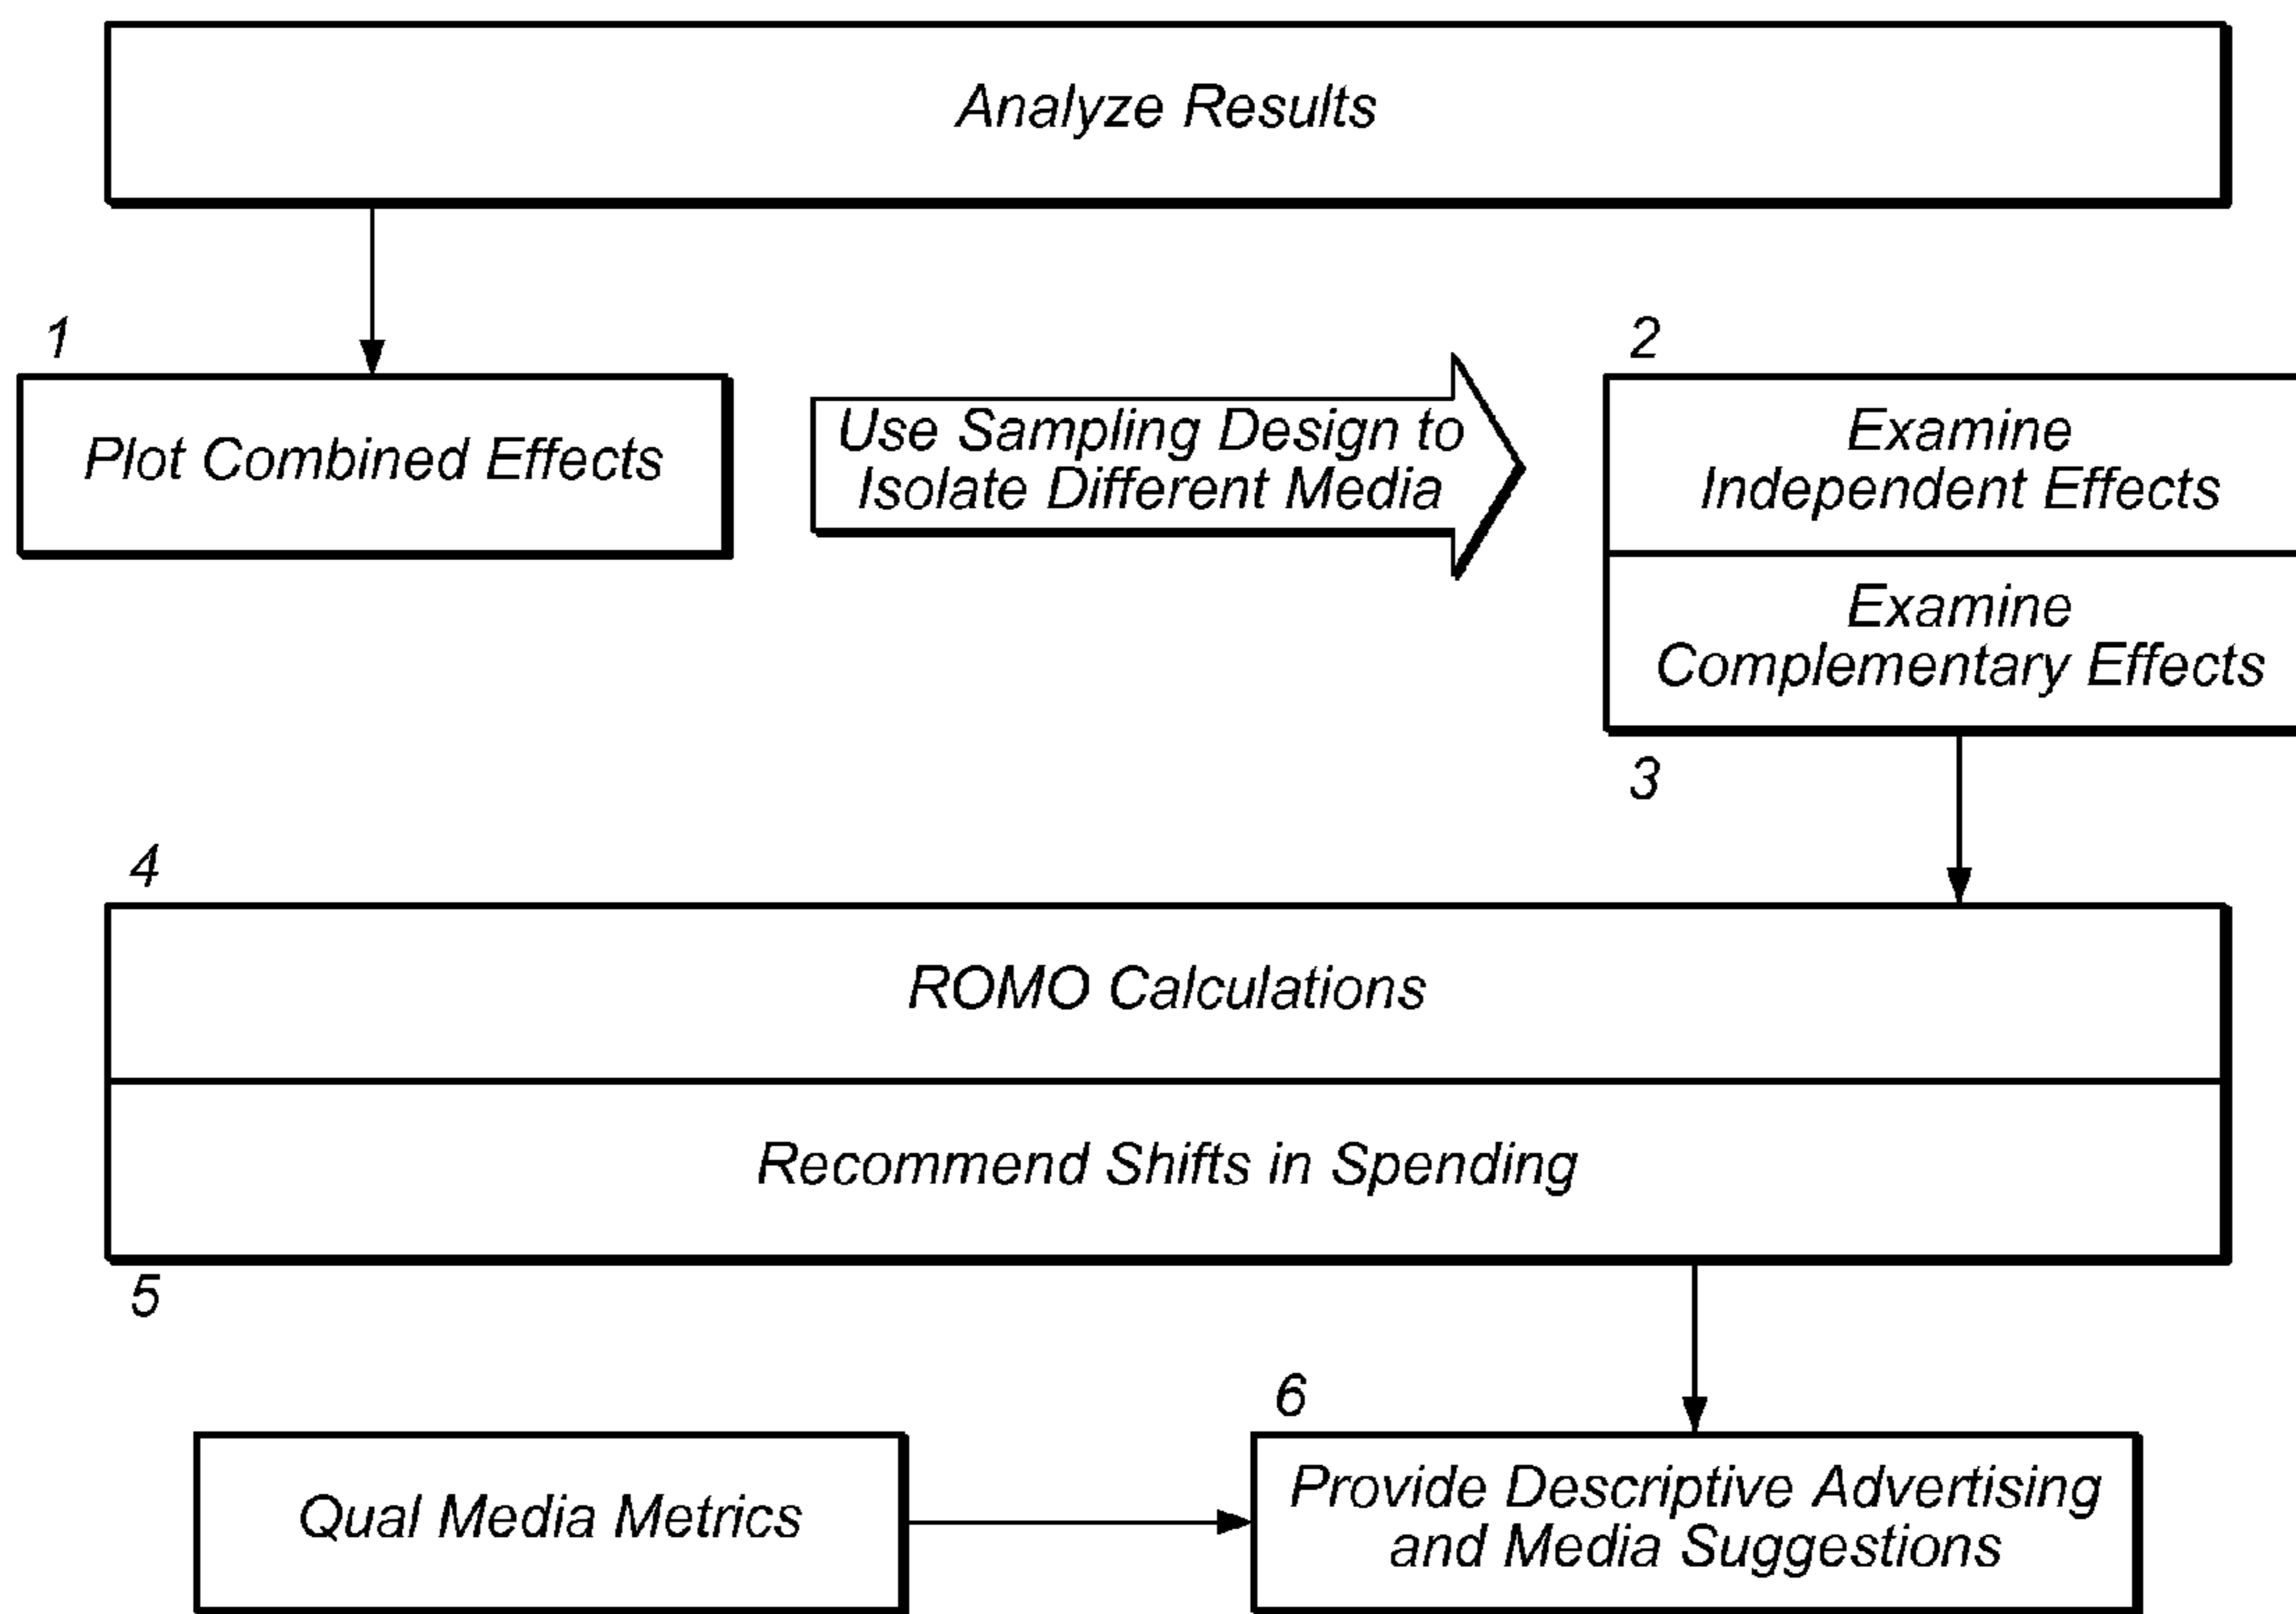 Analyze Results
1
Plot Combined Effects
Use Sampling Design to
Isolate Different Media
2
Examine
Independent Effects
Examine
Complementary Effects
3
4
ROMO Calculations
Recommend Shifts in Spending
5
Qual Media Metrics
6
Provide Descriptive Advertising
and Media Suggestions